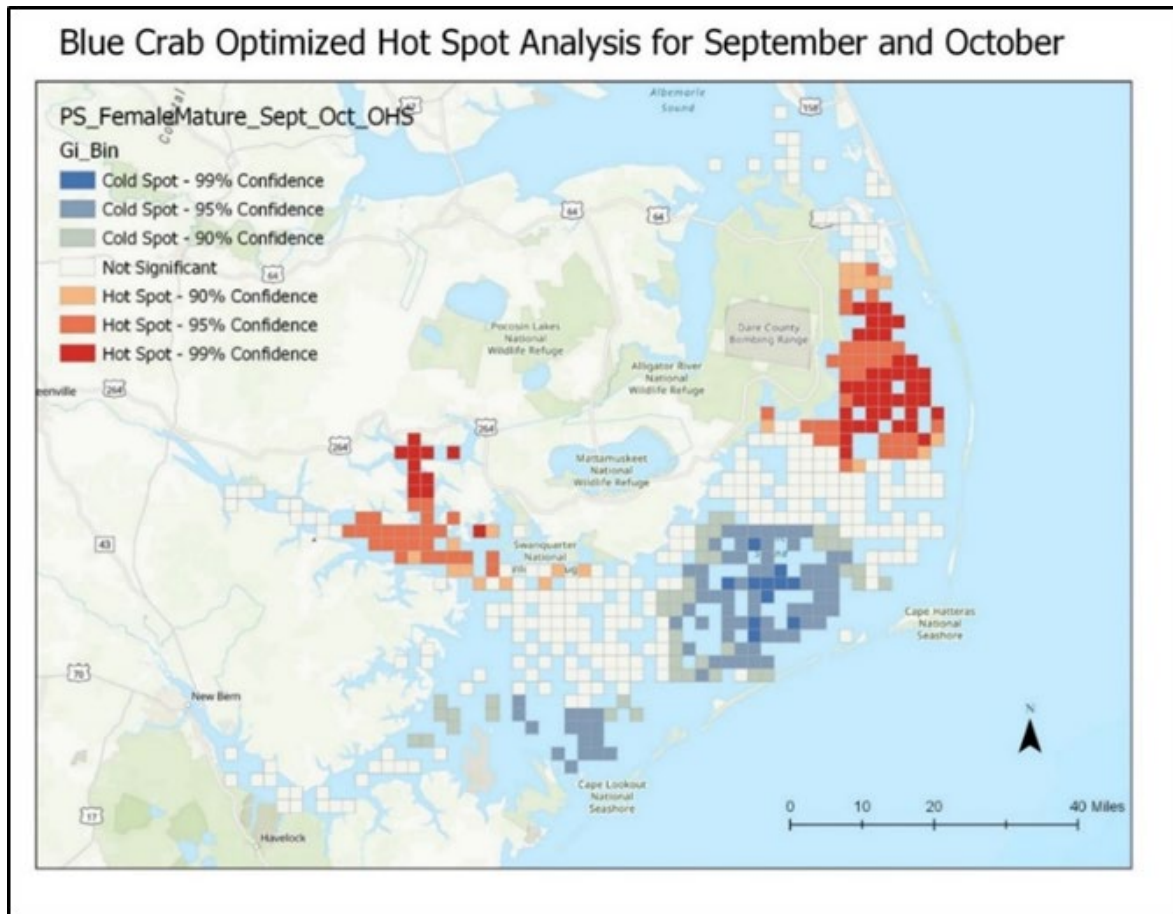 Blue Crab Optimized Hot Spot Analysis for September and October
PS_FemaleMature_Sept_Oct_OHS
Gi_Bin
Cold Spot - 99% Confidence
Cold Spot - 95% Confidence
Cold Spot - 90% Confidence
Not Significant
Hot Spot - 90% Confidence
Hot Spot - 95% Confidence
Hot Spot - 99% Confidence
Albemarle
Sound
158
64
64
64
Pocosin Lakes
National
Wildlife Refuge
Dare County
Bombing Range
Alligator River
National
Wildlife Refuge
eenville
264
264
264
Mattamuskeet
National
Wildlife Refuge
43
Swanquarter
National
Cape Hatteras
National
Seashore
70
New Bern
Cape Lookout
National
Seashore
17
Havelock
N
0 10 20 40 Miles